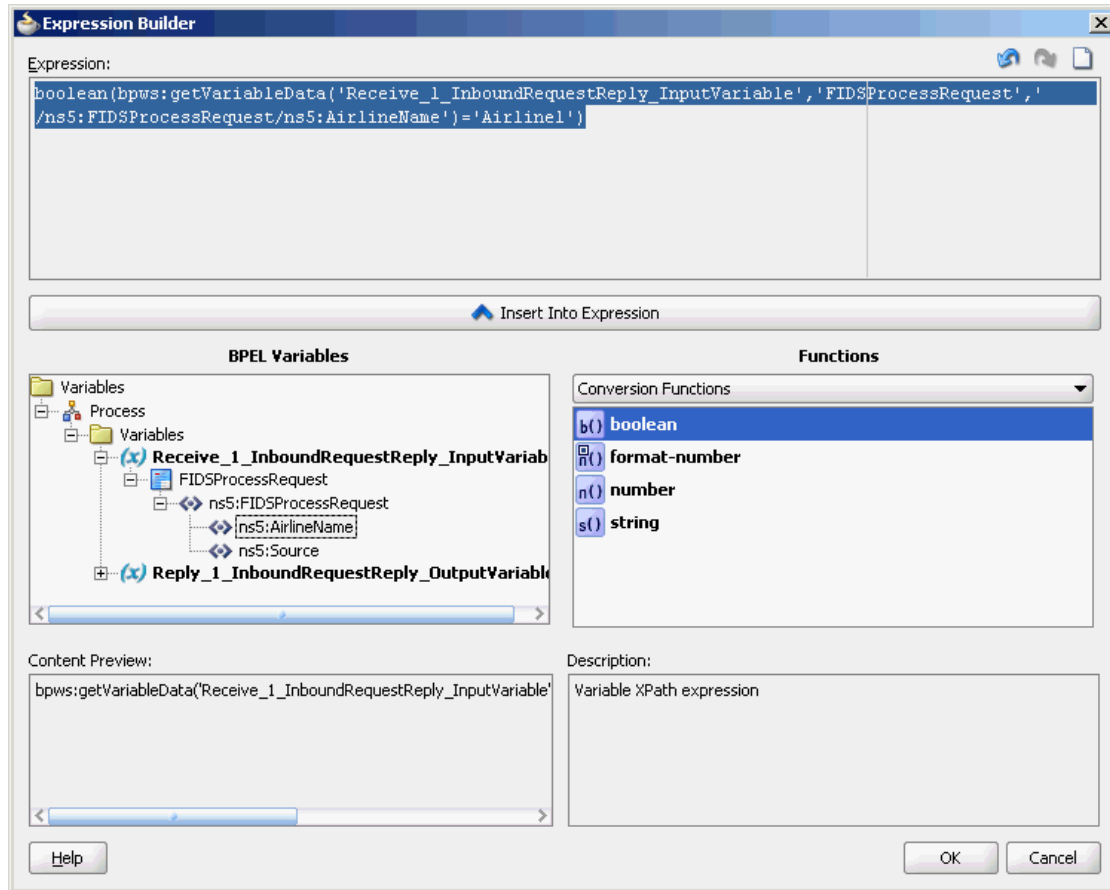 Expression Builder
Expression:
boolean(bpws:getVariableData('Receive_1_InboundRequestReply_InputVariable','FIDSProcessRequest','
/ns5:FIDSProcessRequest/ns5:AirlineName')='Airline1')
Insert Into Expression
BPEL Variables
Variables
Process
Variables
(x) Receive_1_InboundRequestReply_InputVariab
FIDSProcessRequest
ns5:FIDSProcessRequest
ns5:AirlineName
ns5:Source
(x) Reply_1_InboundRequestReply_OutputVariable
Functions
Conversion Functions
b() boolean
n() format-number
n() number
s() string
Content Preview:
bpws:getVariableData('Receive_1_InboundRequestReply_InputVariable'
Description:
Variable XPath expression
Help
OK
Cancel